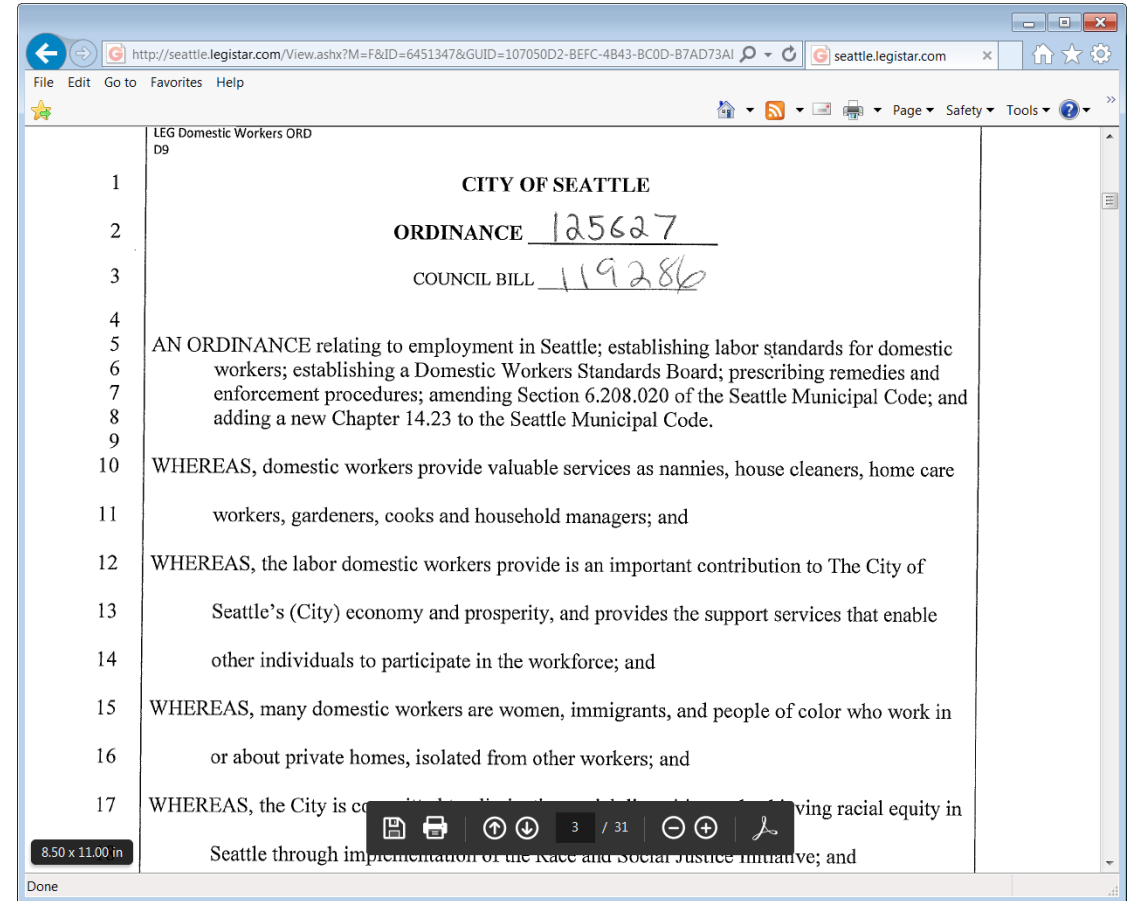 http://seattle.legistar.com/View.ashx?M=F&ID=6451347&GUID=107050D2-BEFC-4B43-BC0D-B7AD73AI
seattle.legistar.com
File Edit Go to Favorites Help
Page Safety Tools
LEG Domestic Workers ORD
D9
1 CITY OF SEATTLE
2 ORDINANCE 125627
3 COUNCIL BILL 119286
4
5 AN ORDINANCE relating to employment in Seattle; establishing labor standards for domestic
6 workers; establishing a Domestic Workers Standards Board; prescribing remedies and
7 enforcement procedures; amending Section 6.208.020 of the Seattle Municipal Code; and
8 adding a new Chapter 14.23 to the Seattle Municipal Code.
9
10 WHEREAS, domestic workers provide valuable services as nannies, house cleaners, home care
11 workers, gardeners, cooks and household managers; and
12 WHEREAS, the labor domestic workers provide is an important contribution to The City of
13 Seattle's (City) economy and prosperity, and provides the support services that enable
14 other individuals to participate in the workforce; and
15 WHEREAS, many domestic workers are women, immigrants, and people of color who work in
16 or about private homes, isolated from other workers; and
17 WHEREAS, the City is racial equity in
3 / 31
Seattle through implementation of the Race and Social Justice Initiative; and
8.50 x 11.00 in
Done